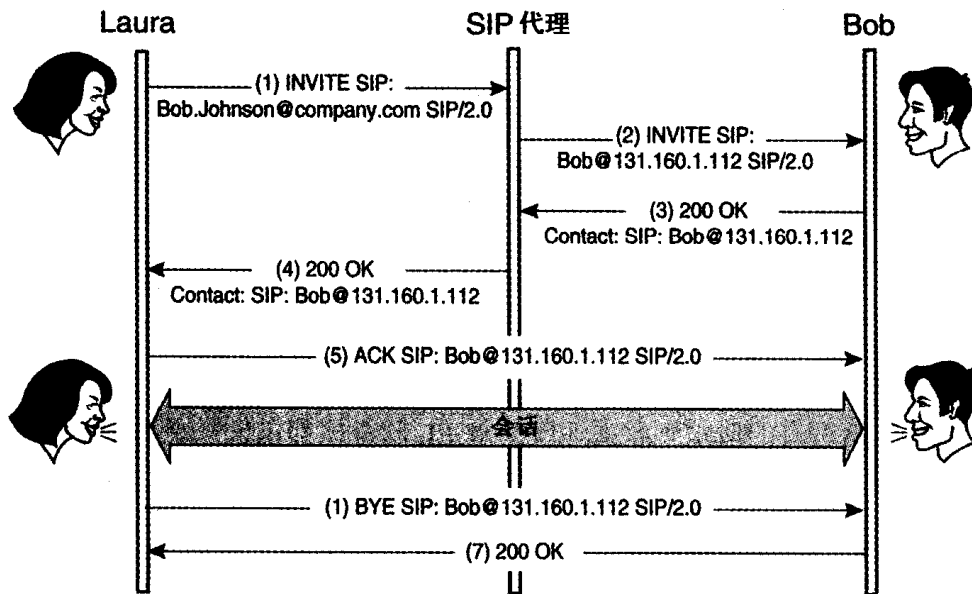 Laura
SIP 代理
Bob
(1) INVITE SIP:
Bob.Johnson@company.com SIP/2.0
(2) INVITE SIP:
Bob@131.160.1.112 SIP/2.0
(3) 200 OK
Contact: SIP: Bob@131.160.1.112
(4) 200 OK
Contact: SIP: Bob@131.160.1.112
(5) ACK SIP: Bob@131.160.1.112 SIP/2.0
会话
(1) BYE SIP: Bob@131.160.1.112 SIP/2.0
(7) 200 OK